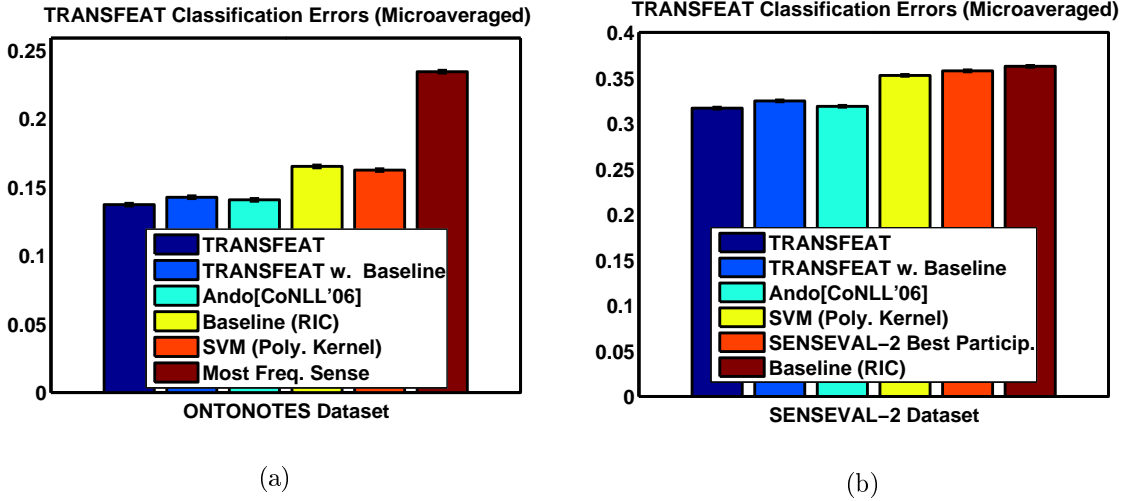 TRANSFEAT Classification Errors (Microaveraged)
0.25
0.2
0.15
0.1
0.05
0
TRANSFEAT
TRANSFEAT w. Baseline
Ando[CoNLL'06]
Baseline (RIC)
SVM (Poly. Kernel)
Most Freq. Sense
ONTONOTES Dataset
(a)
TRANSFEAT Classification Errors (Microaveraged)
0.4
0.35
0.3
0.25
0.2
0.15
0.1
0.05
0
TRANSFEAT
TRANSFEAT w. Baseline
Ando[CoNLL'06]
SVM (Poly. Kernel)
SENSEVAL−2 Best Particip.
Baseline (RIC)
SENSEVAL−2 Dataset
(b)